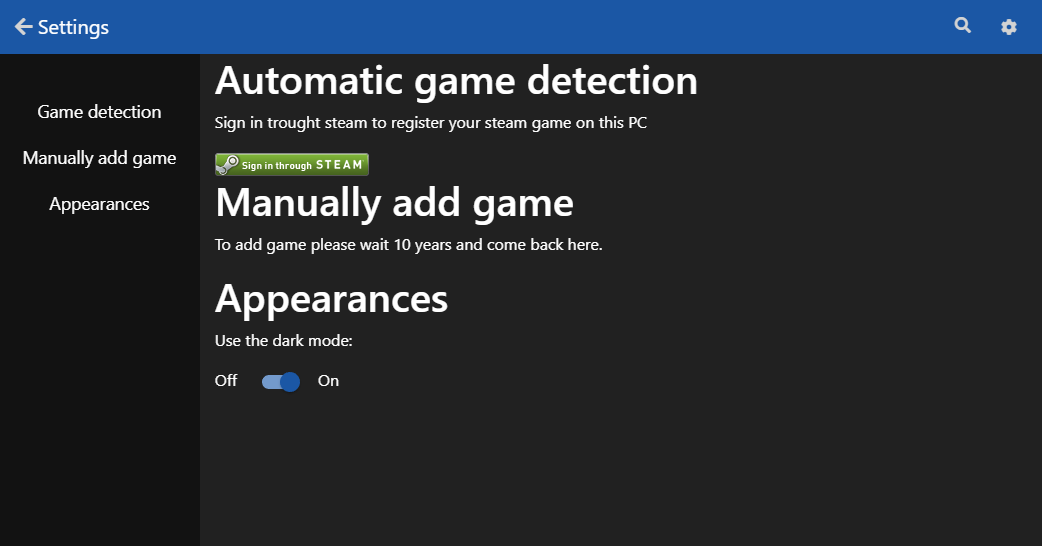 Settings
Game detection
Manually add game
Appearances
Automatic game detection
Sign in trought steam to register your steam game on this PC
Sign in through STEAM
Manually add game
To add game please wait 10 years and come back here.
Appearances
Use the dark mode:
Off On